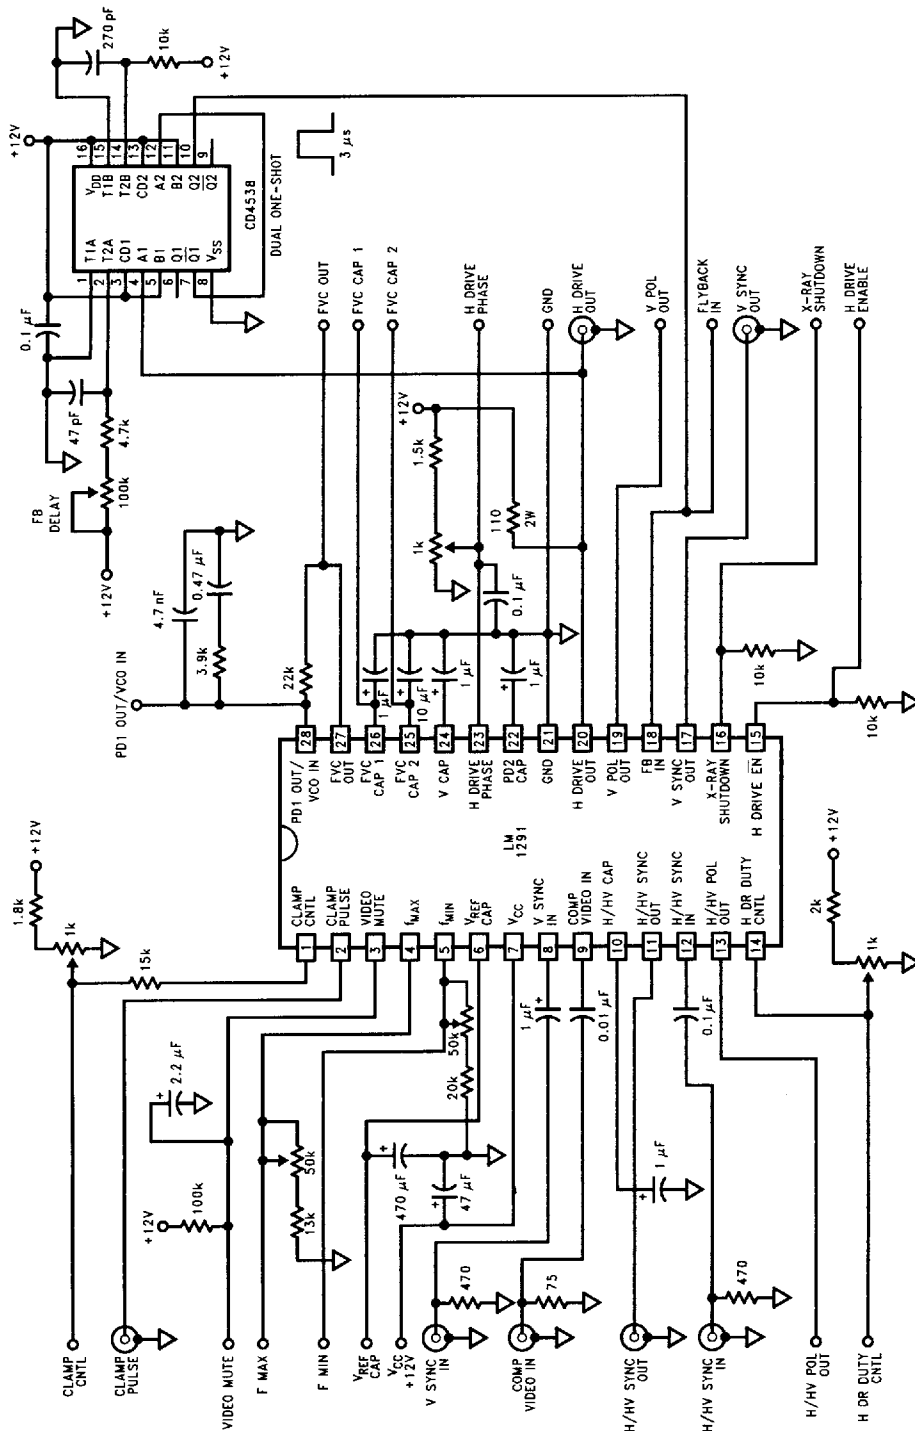 +12V
270 pF
10k
+12V
16
15
14
13
12
11
10
9
VDD
T1B
T2B
CD2
A2
B2
Q2
Q2
CD4538
DUAL ONE-SHOT
T1A
T2A
CD1
A1
B1
Q1
Q1
VSS
1
2
3
4
5
6
7
8
3 µs
0.1 µF
47 pF
4.7k
100k
FB
DELAY
+12V
FVC OUT
FVC CAP 1
FVC CAP 2
H DRIVE
PHASE
GND
H DRIVE
OUT
V POL
OUT
FLYBACK
IN
V SYNC
OUT
X-RAY
SHUTDOWN
H DRIVE
ENABLE
4.7 nF
0.47 µF
3.9k
22k
PD1 OUT/VCO IN
+12V
1.5k
1k
110
2W
0.1 µF
1 µF
10 µF
1 µF
1 µF
10k
10k
28
27
26
25
24
23
22
21
20
19
18
17
16
15
PD1 OUT/
VCO IN
FVC
OUT
FVC
CAP 1
FVC
CAP 2
V CAP
H DRIVE
PHASE
PD2
CAP
GND
H DRIVE
OUT
V POL
OUT
FB
IN
V SYNC
OUT
X-RAY
SHUTDOWN
H DRIVE EN
LM
1291
CLAMP
CNTL
CLAMP
PULSE
VIDEO
MUTE
fMAX
fMIN
VREF
CAP
VCC
V SYNC
IN
COMP
VIDEO IN
H/HV CAP
H/HV SYNC
OUT
H/HV SYNC
IN
H/HV POL
OUT
H DR DUTY
CNTL
1
2
3
4
5
6
7
8
9
10
11
12
13
14
+12V
1.8k
1k
15k
2.2 µF
+12V
100k
50k
13k
50k
20k
470 µF
47 µF
1 µF
0.01 µF
470
75
1 µF
0.1 µF
470
+12V
2k
1k
CLAMP
CNTL
CLAMP
PULSE
VIDEO MUTE
F MAX
F MIN
VREF
CAP
VCC
+12V
V SYNC
IN
COMP
VIDEO IN
H/HV SYNC
OUT
H/HV SYNC
IN
H/HV POL
OUT
H DR DUTY
CNTL